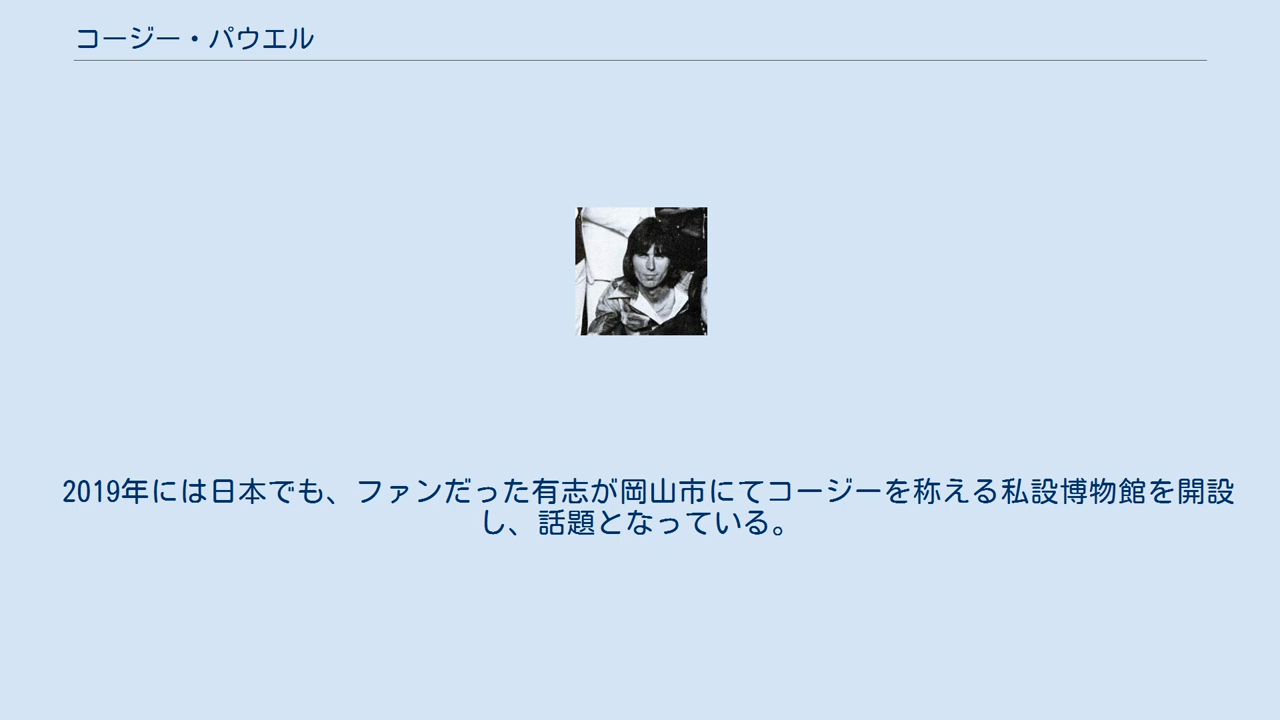 コージー・パウエル
2019年には日本でも、ファンだった有志が岡山市にてコージーを称える私設博物館を開設
し、話題となっている。